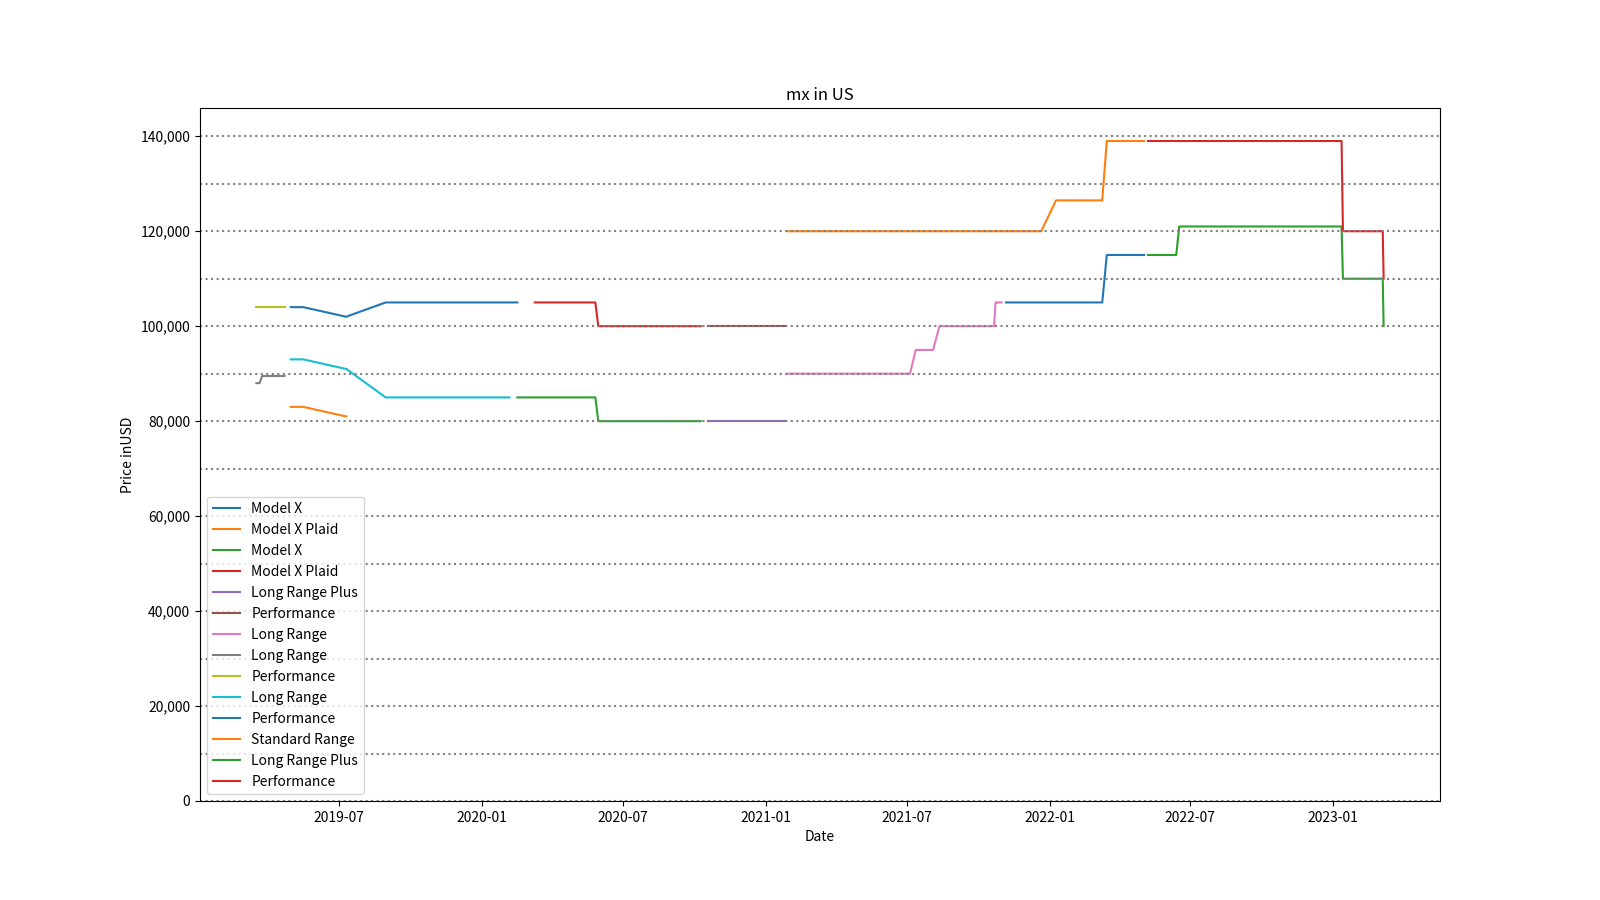 mx in US
140,000
120,000
100,000
80,000
60,000
40,000
20,000
0
Price inUSD
Model X
Model X Plaid
Model X
Model X Plaid
Long Range Plus
Performance
Long Range
Long Range
Performance
Long Range
Performance
Standard Range
Long Range Plus
Performance
2019-07 2020-01 2020-07 2021-01 2021-07 2022-01 2022-07 2023-01
Date